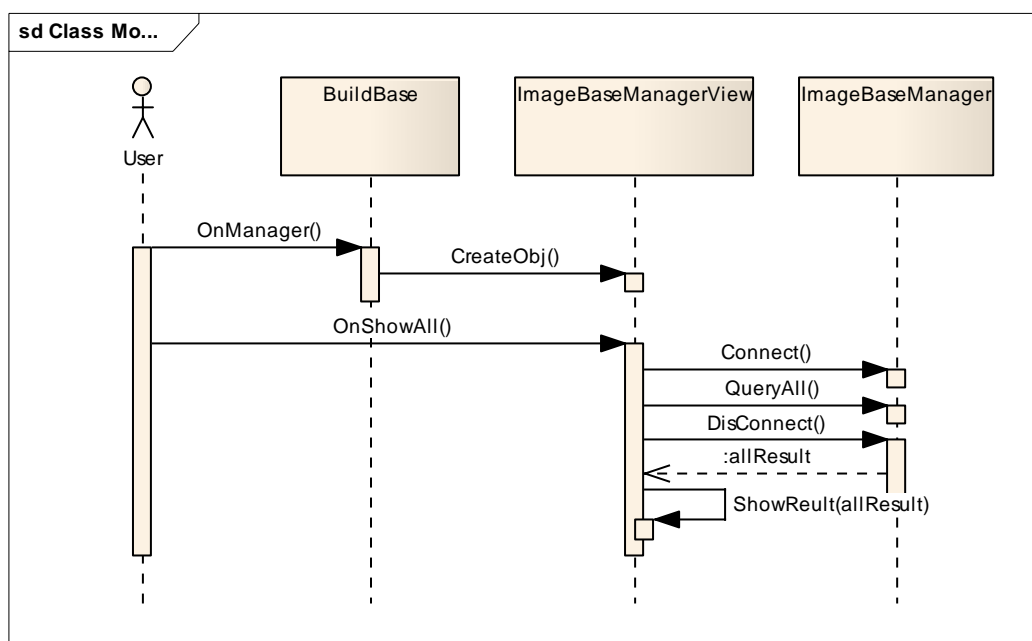 sd Class Mo...
User
BuildBase
ImageBaseManagerView
ImageBaseManager
OnManager()
CreateObj()
OnShowAll()
Connect()
QueryAll()
DisConnect()
:allResult
ShowReult(allResult)